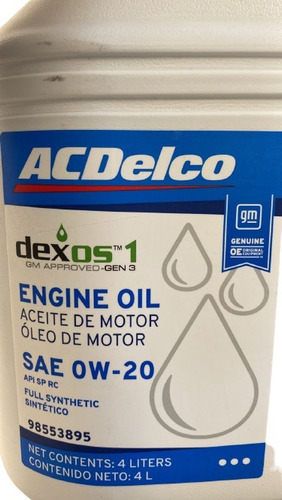 ACDelco
gm
GENUINE
OE ORIGINAL EQUIPMENT
dexos™1
GM APPROVED-GEN 3
ENGINE OIL
ACEITE DE MOTOR
ÓLEO DE MOTOR
SAE 0W-20
API SP RC
FULL SYNTHETIC
SINTÉTICO
98553895
NET CONTENTS: 4 LITERS
CONTENIDO NETO: 4 L